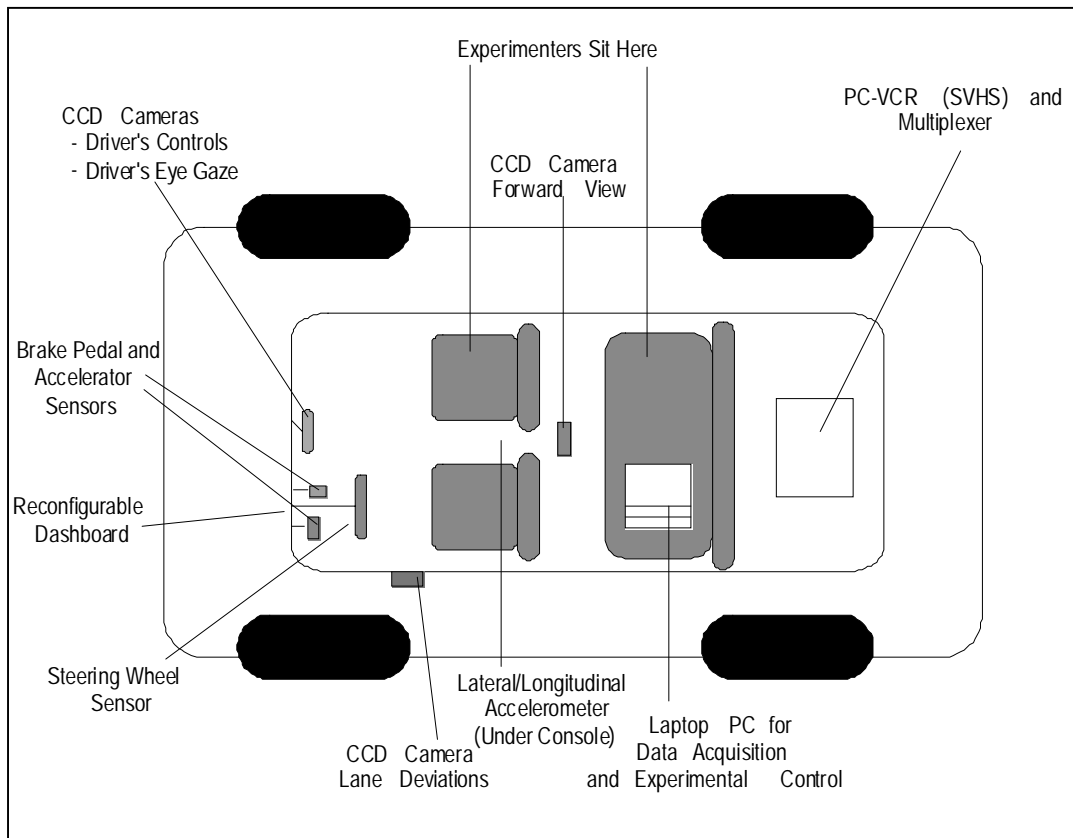 Experimenters Sit Here
PC-VCR (SVHS) and
Multiplexer
CCD Cameras
- Driver's Controls
- Driver's Eye Gaze
CCD Camera
Forward View
Brake Pedal and
Accelerator
Sensors
Reconfigurable
Dashboard
Steering Wheel
Sensor
CCD Camera
Lane Deviations
Lateral/Longitudinal
Accelerometer
(Under Console)
Laptop PC for
Data Acquisition
and Experimental Control